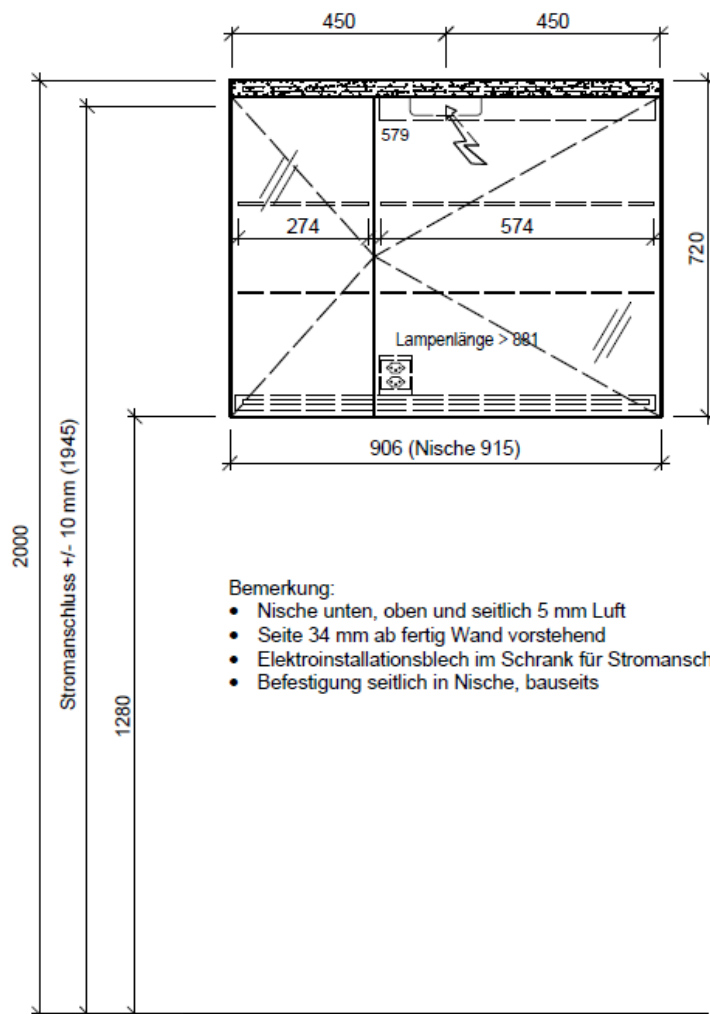 450 450
579
274 574
720
Lampenlänge > 881
906 (Nische 915)
2000
Stromanschluss +/- 10 mm (1945)
1280
Bemerkung:
• Nische unten, oben und seitlich 5 mm Luft
• Seite 34 mm ab fertig Wand vorstehend
• Elektroinstallationsblech im Schrank für Stromansch
• Befestigung seitlich in Nische, bauseits